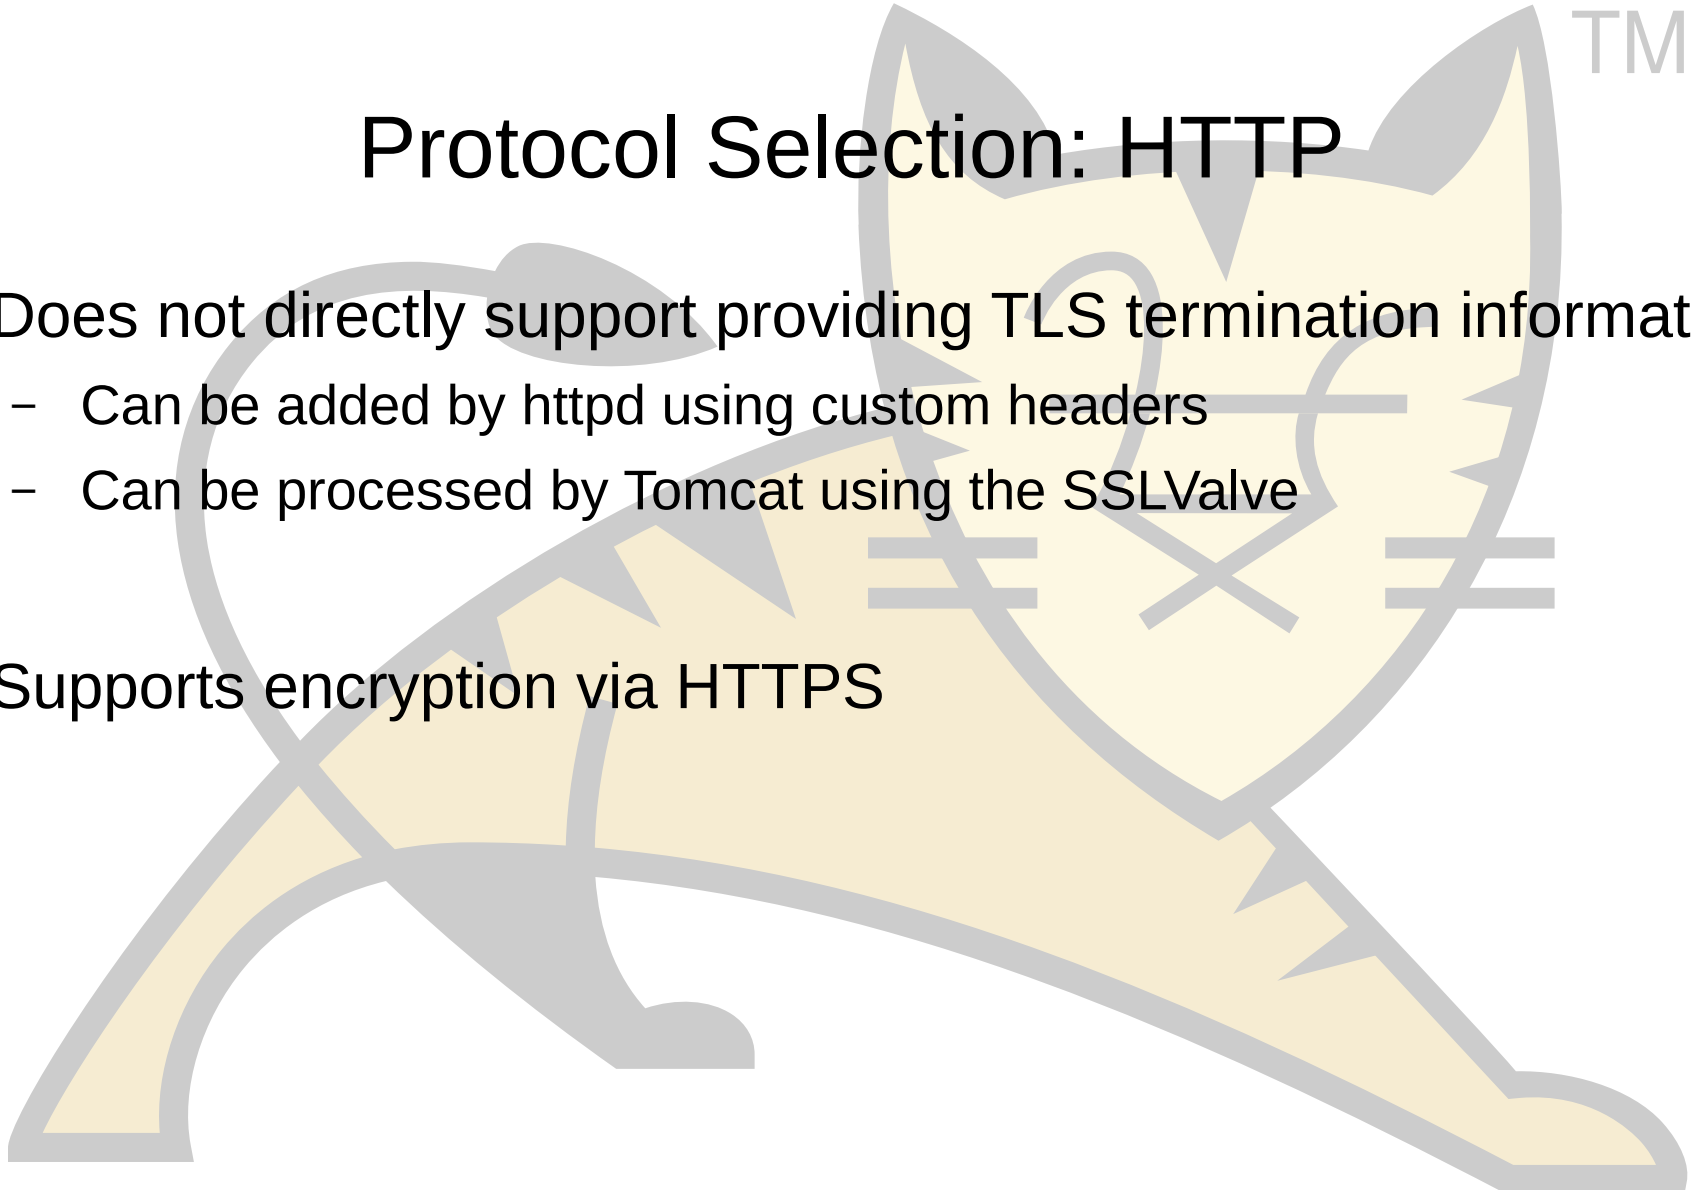 TM
Protocol Selection: HTTP
Does not directly support providing TLS termination informat
– Can be added by httpd using custom headers
– Can be processed by Tomcat using the SSLValve
Supports encryption via HTTPS